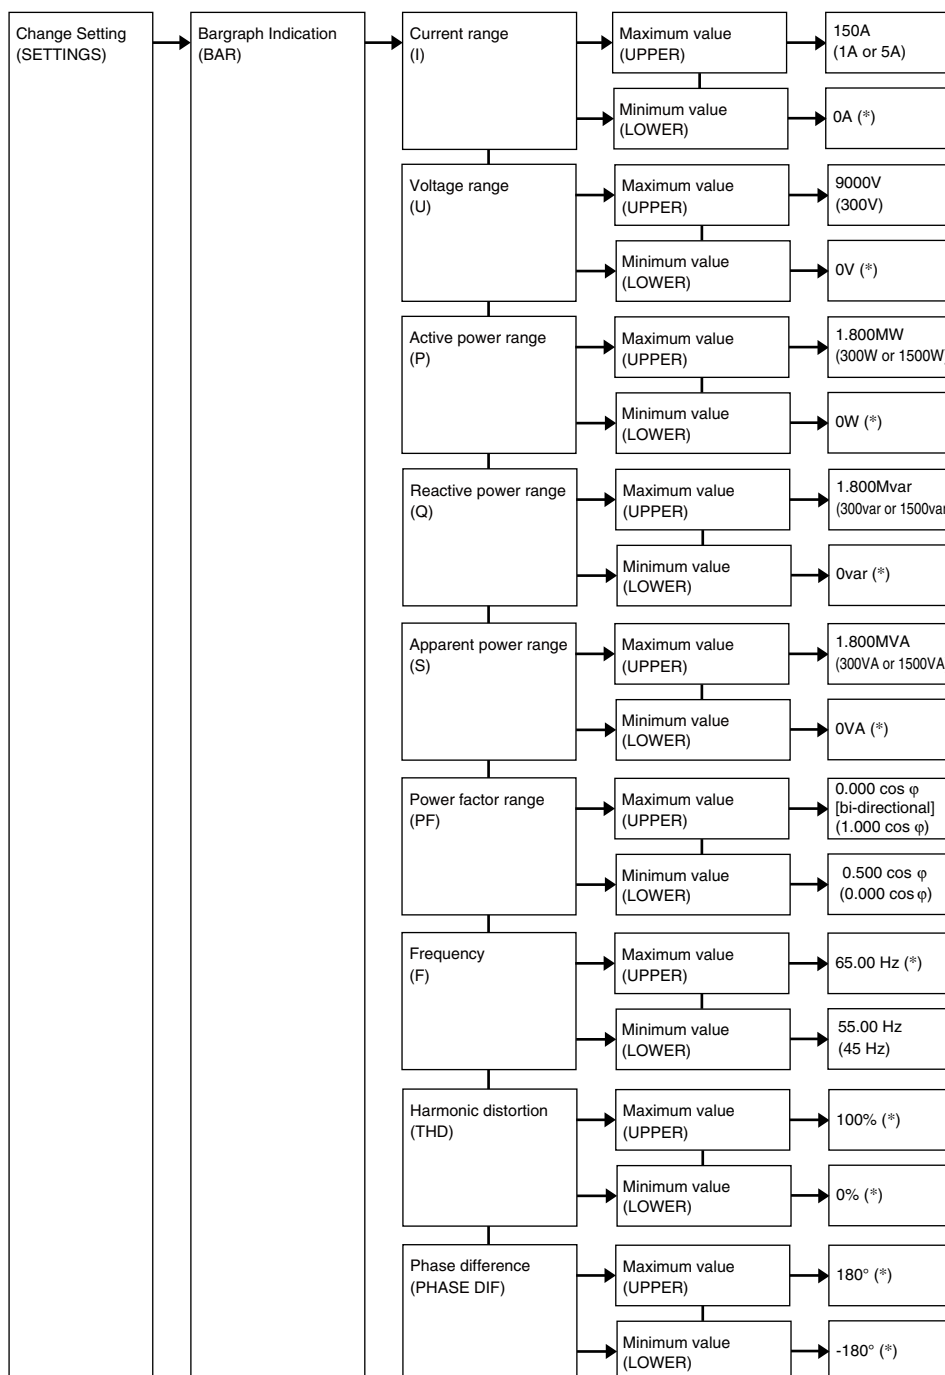 Change Setting
(SETTINGS)
Bargraph Indication
(BAR)
Current range
(I)
Maximum value
(UPPER)
150A
(1A or 5A)
Minimum value
(LOWER)
0A (*)
Voltage range
(U)
Maximum value
(UPPER)
9000V
(300V)
Minimum value
(LOWER)
0V (*)
Active power range
(P)
Maximum value
(UPPER)
1.800MW
(300W or 1500W)
Minimum value
(LOWER)
0W (*)
Reactive power range
(Q)
Maximum value
(UPPER)
1.800Mvar
(300var or 1500var
Minimum value
(LOWER)
0var (*)
Apparent power range
(S)
Maximum value
(UPPER)
1.800MVA
(300VA or 1500VA
Minimum value
(LOWER)
0VA (*)
Power factor range
(PF)
Maximum value
(UPPER)
0.000 cos φ
[bi-directional]
(1.000 cos φ)
Minimum value
(LOWER)
0.500 cos φ
(0.000 cos φ)
Frequency
(F)
Maximum value
(UPPER)
65.00 Hz (*)
Minimum value
(LOWER)
55.00 Hz
(45 Hz)
Harmonic distortion
(THD)
Maximum value
(UPPER)
100% (*)
Minimum value
(LOWER)
0% (*)
Phase difference
(PHASE DIF)
Maximum value
(UPPER)
180° (*)
Minimum value
(LOWER)
-180° (*)